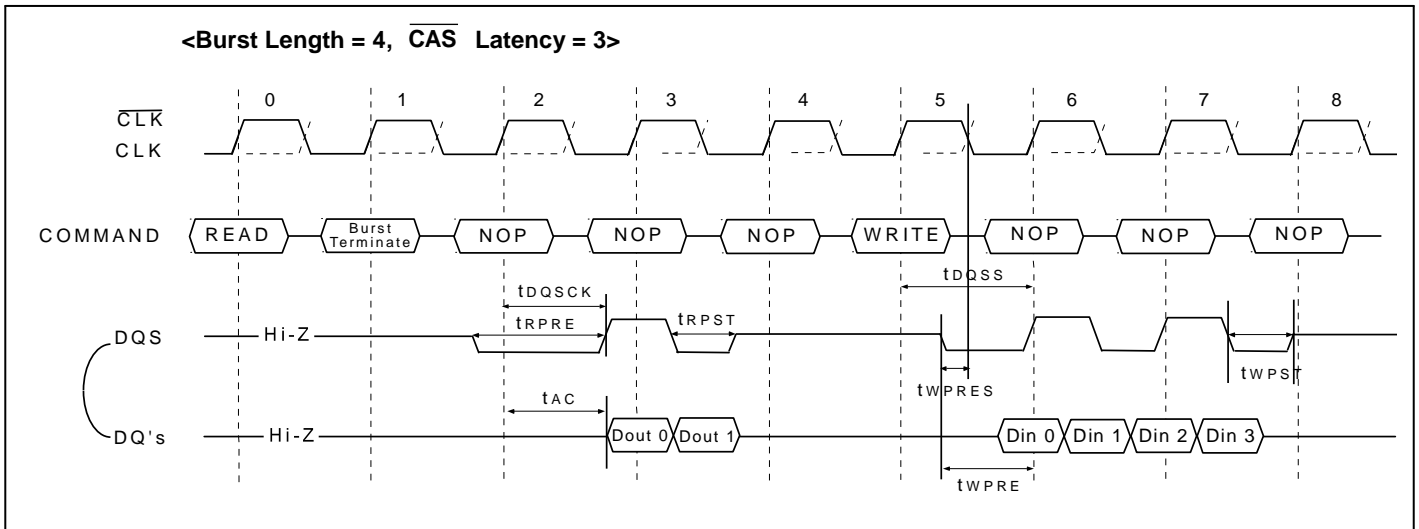 <Burst Length = 4, CAS Latency = 3>
0 1 2 3 4 5 6 7 8
CLK
CLK
COMMAND READ Burst Terminate NOP NOP NOP WRITE NOP NOP NOP
tDQSS
tDQSCK
tRPRE tRPST
DQS Hi-Z
tWPST
tWPRES
tAC
DQ's Hi-Z Dout 0 Dout 1 Din 0 Din 1 Din 2 Din 3
tWPRE